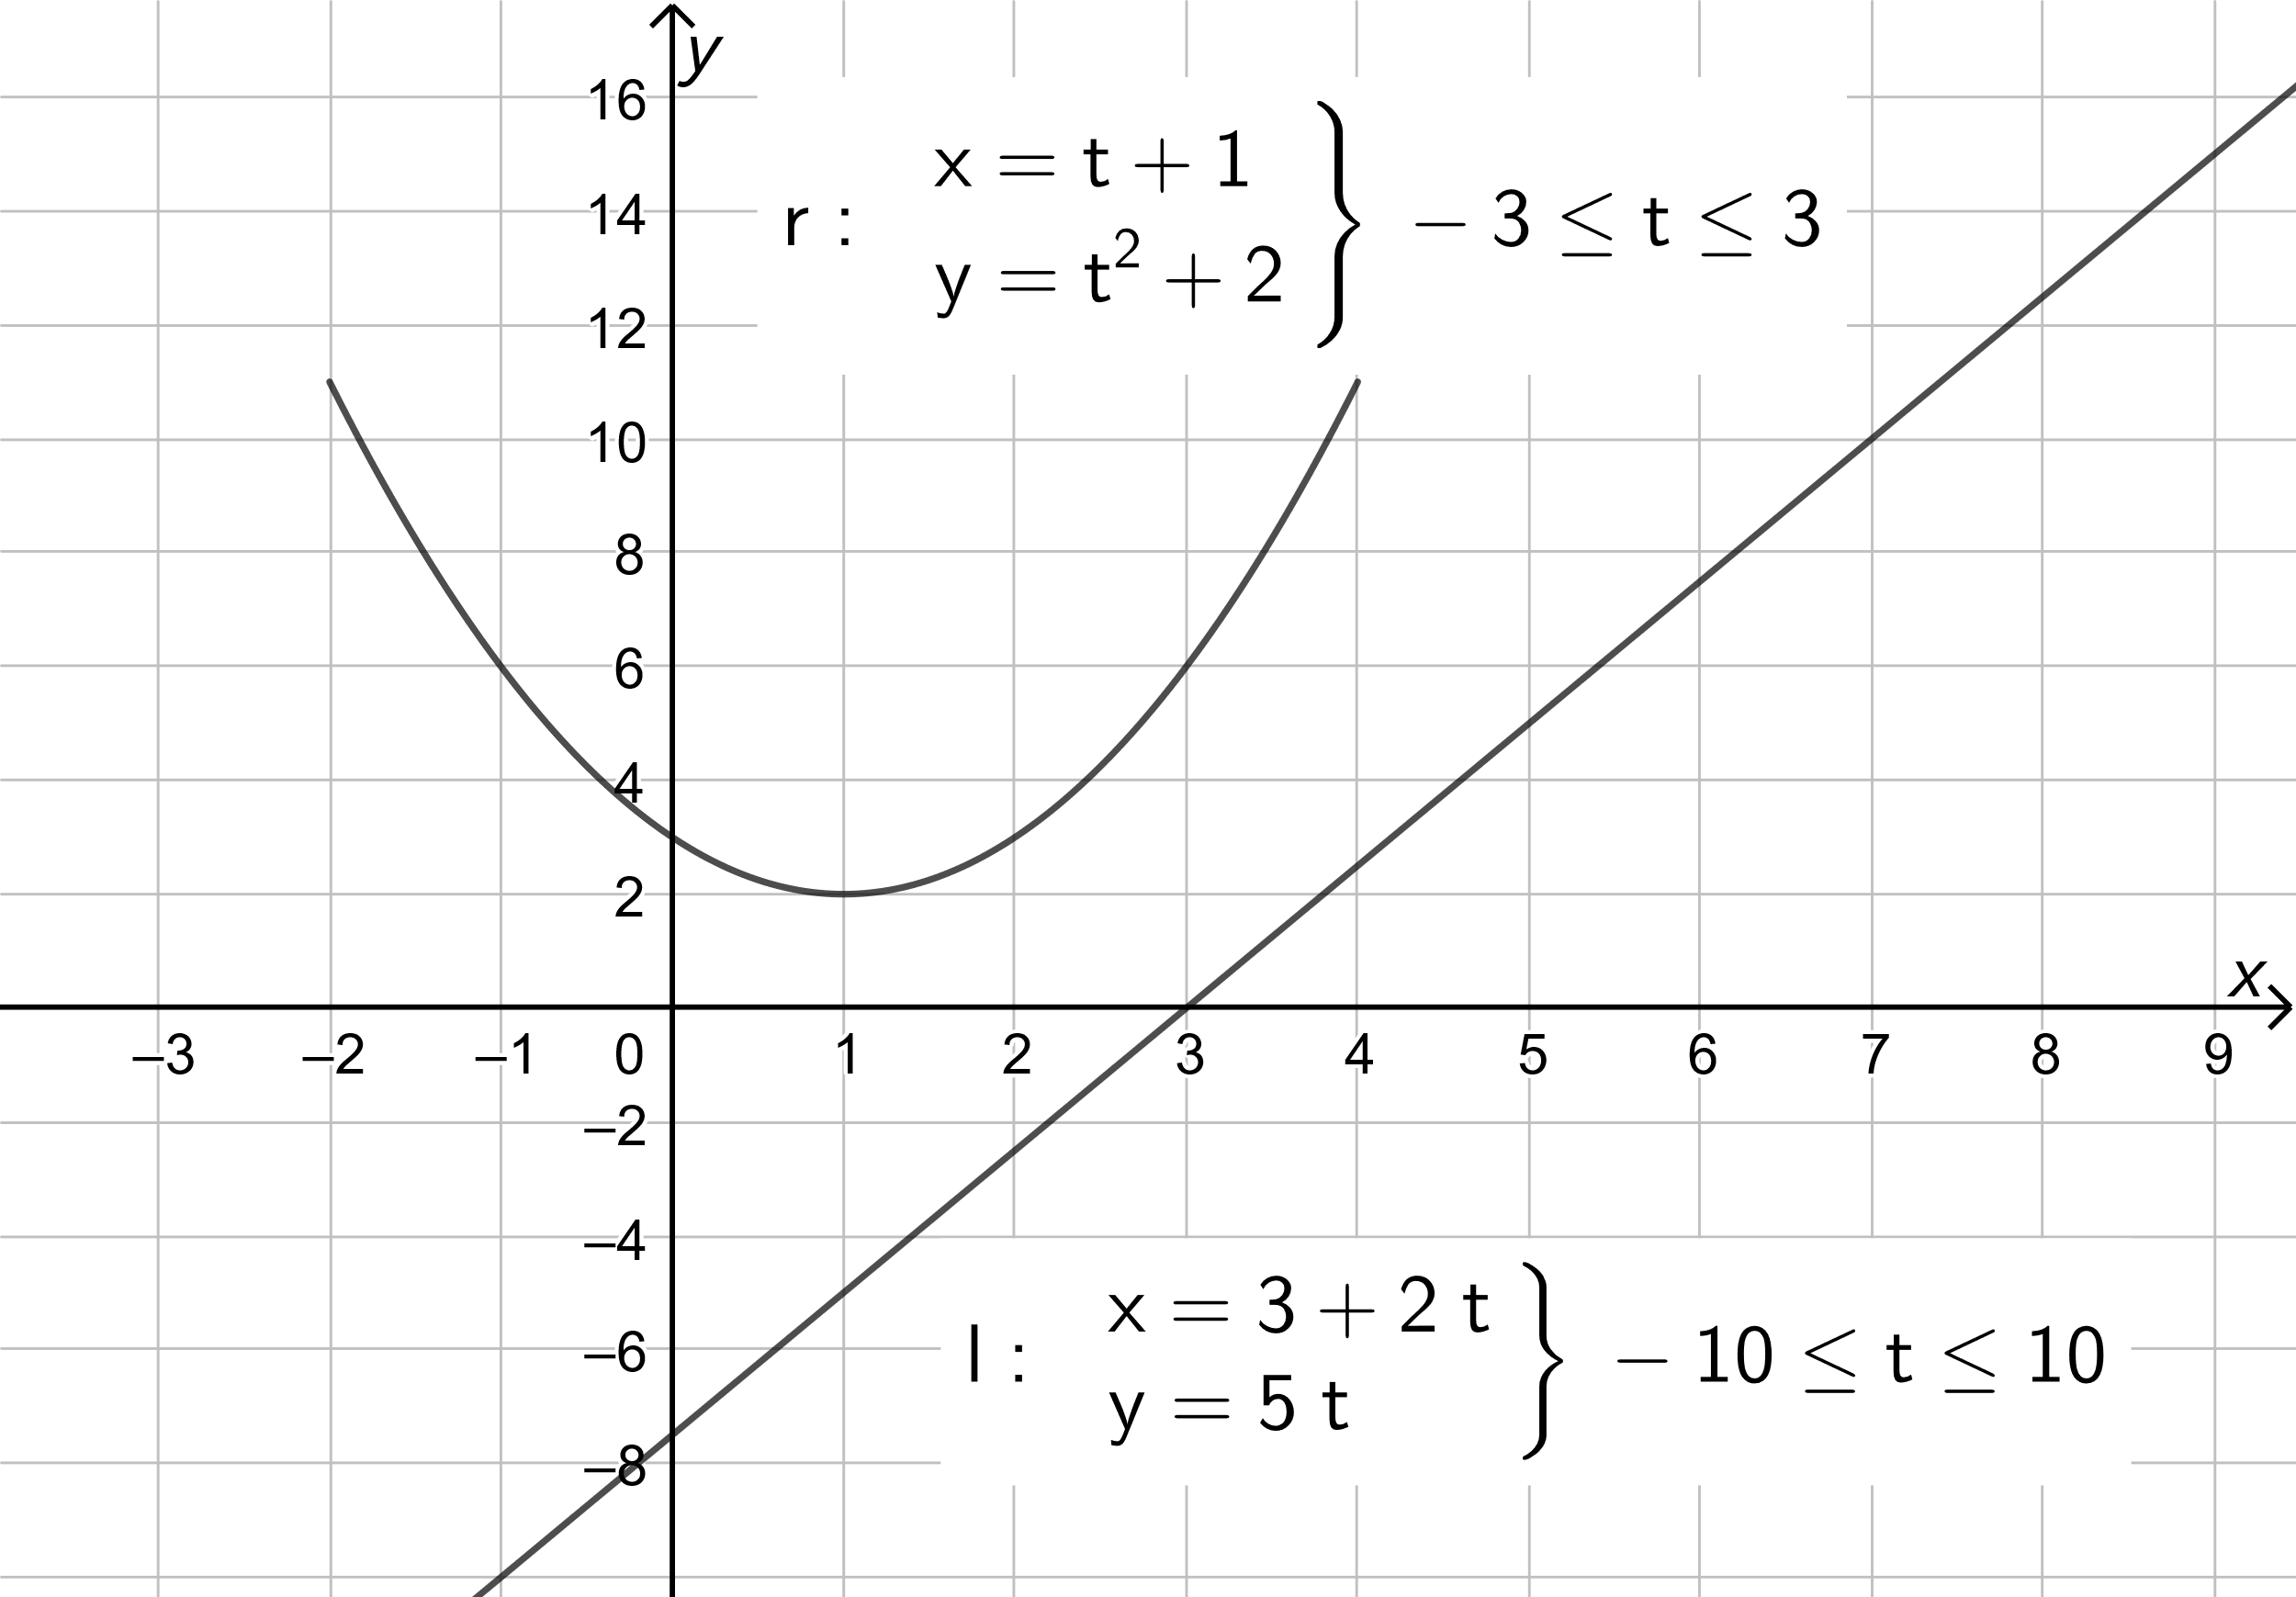 y
16
r : x = t + 1 } − 3 ≤ t ≤ 3
y = t² + 2
14
12
10
8
6
4
2
x
−3 −2 −1 0 1 2 3 4 5 6 7 8 9
−2
−4
l : x = 3 + 2 t } − 10 ≤ t ≤ 10
y = 5 t
−6
−8